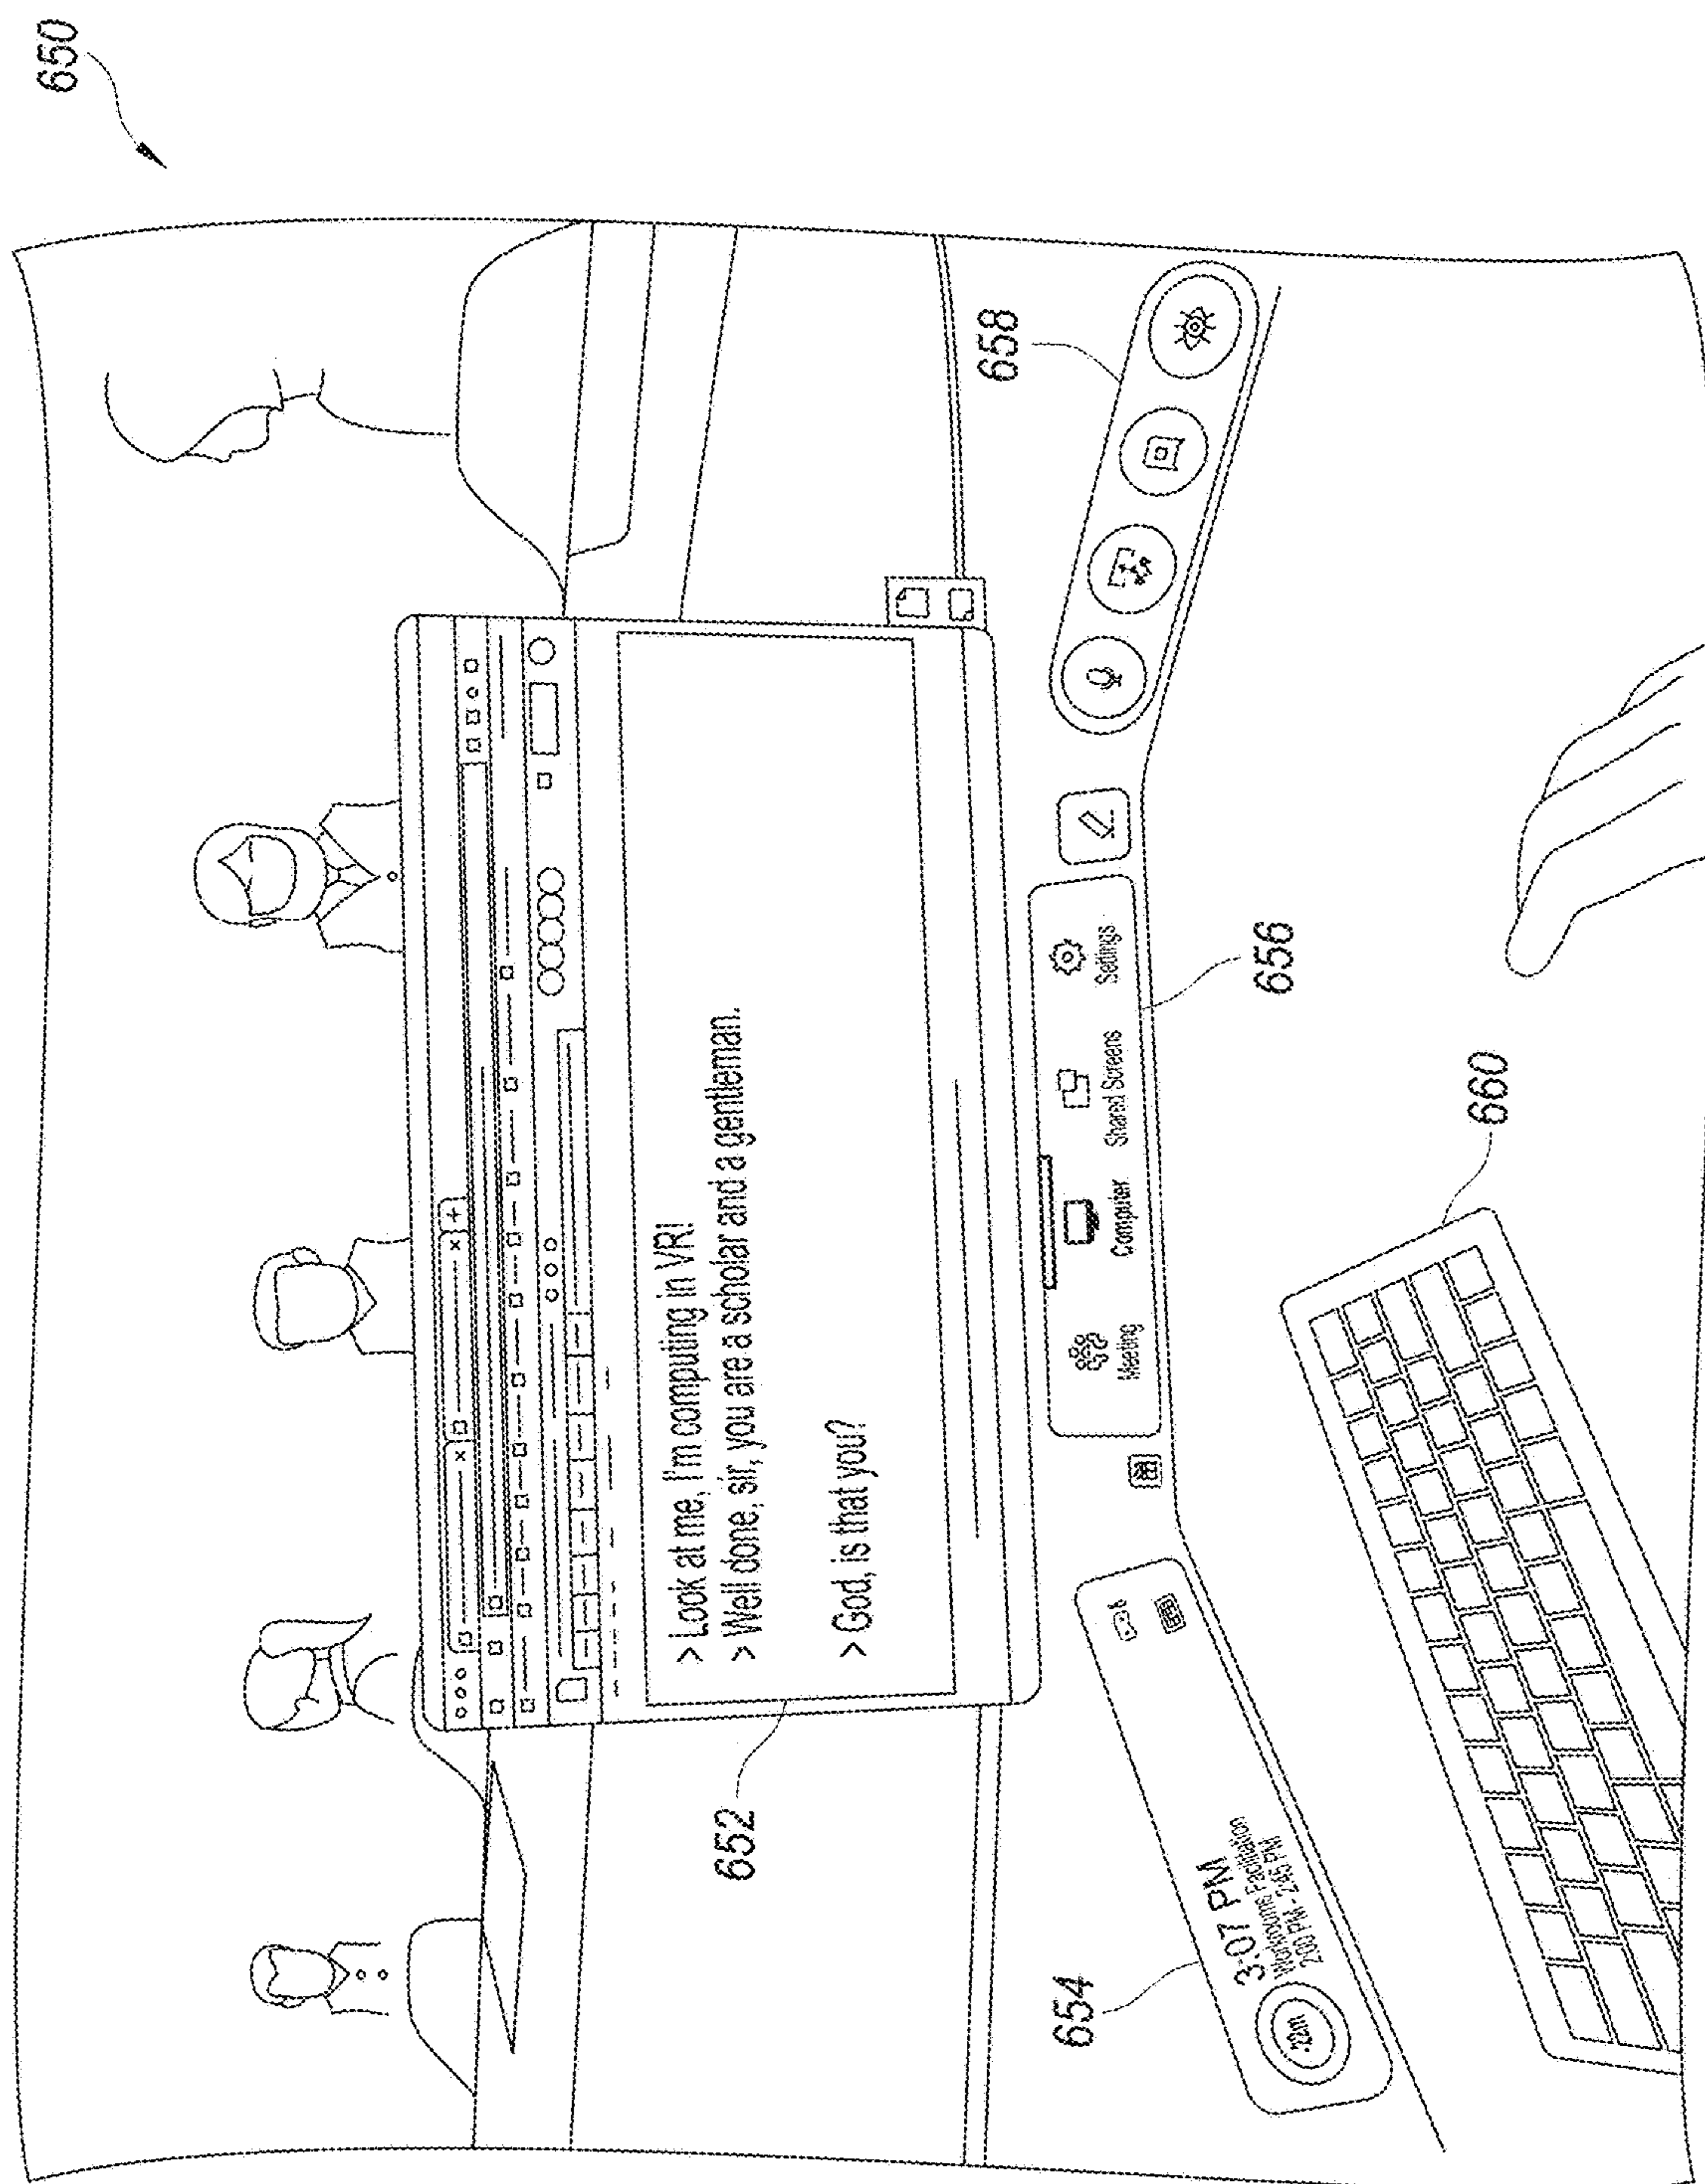 650
> Look at me, I'm computing in VR!
> Well done, sir, you are a scholar and a gentleman.
> God, is that you?
652
658
654
3:07 PM
Workrooms Facilitation
2:00 PM - 2:45 PM
Meeting
Computer
Shared Screens
Settings
656
660